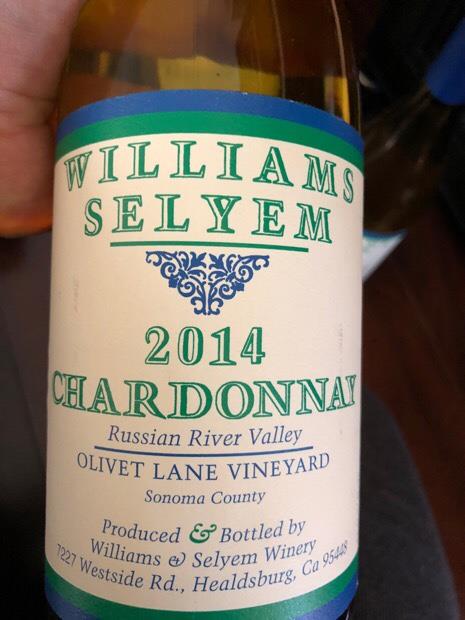 WILLIAMS
SELYEM
2014
CHARDONNAY
Russian River Valley
OLIVET LANE VINEYARD
Sonoma County
Produced & Bottled by
Williams & Selyem Winery
7227 Westside Rd., Healdsburg, Ca 95448